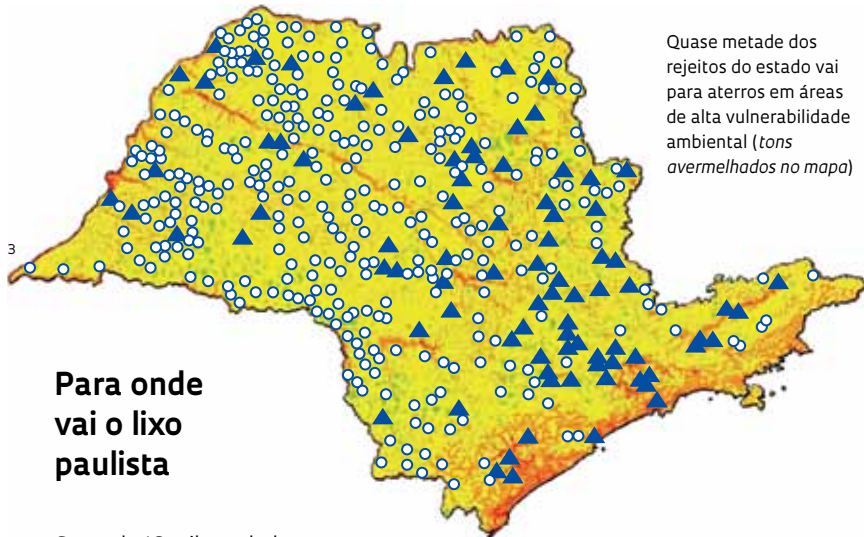 Quase metade dos
rejeitos do estado vai
para aterros em áreas
de alta vulnerabilidade
ambiental (tons
avermelhados no mapa)
3
Para onde
vai o lixo
paulista